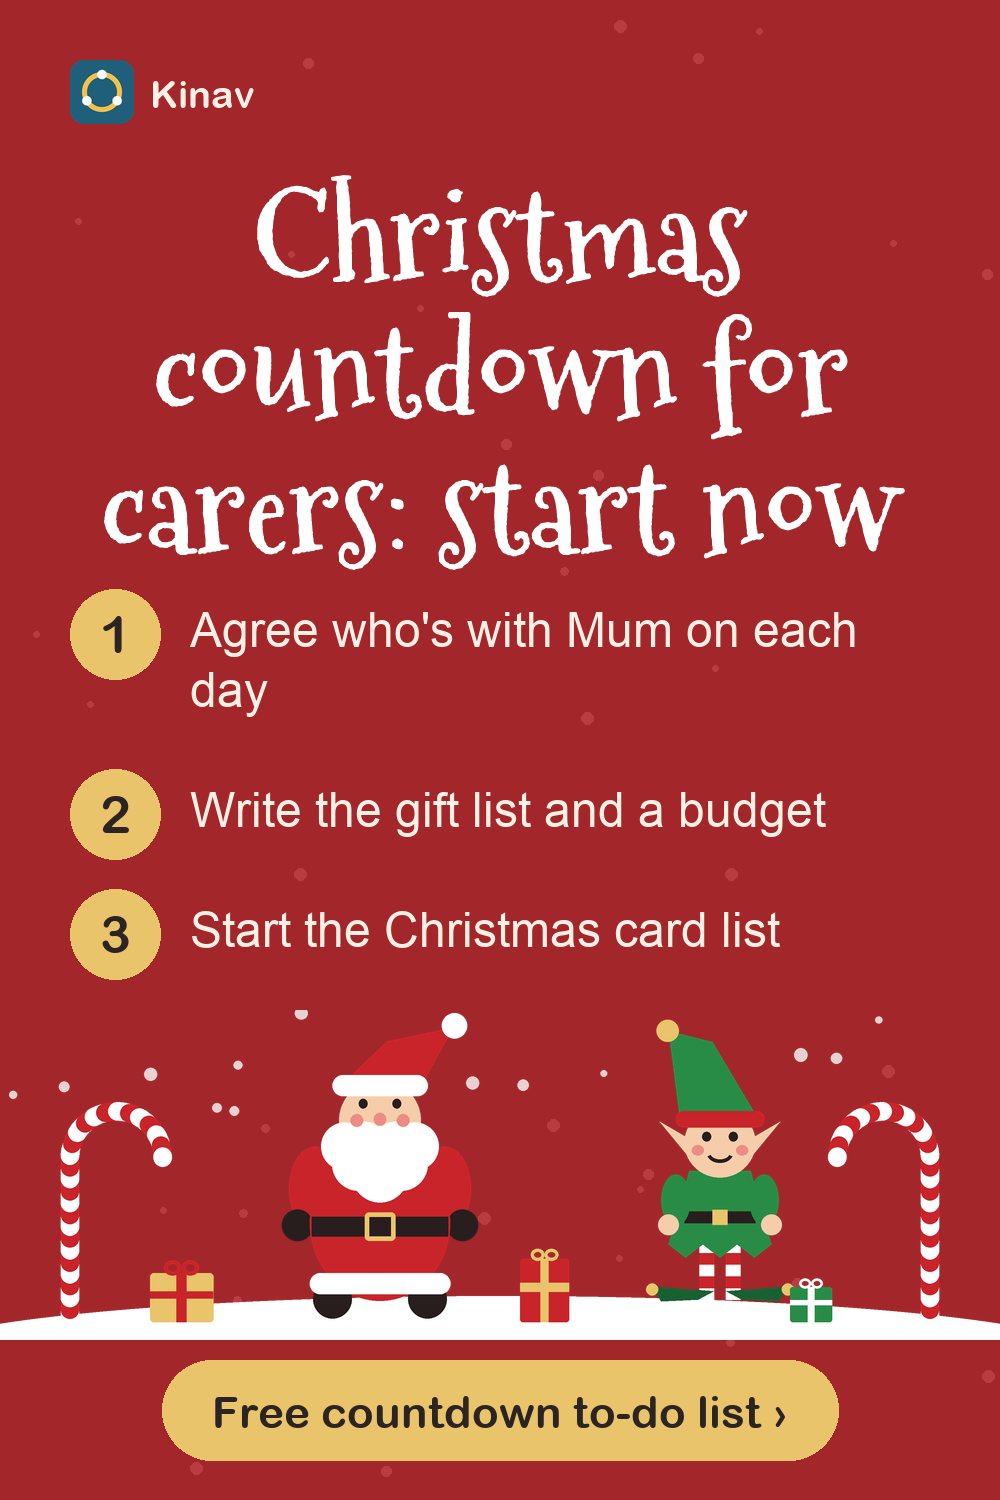 Kinav
Christmas
countdown for
carers: start now
1
Agree who's with Mum on each
day
2
Write the gift list and a budget
3
Start the Christmas card list
Free countdown to-do list ›